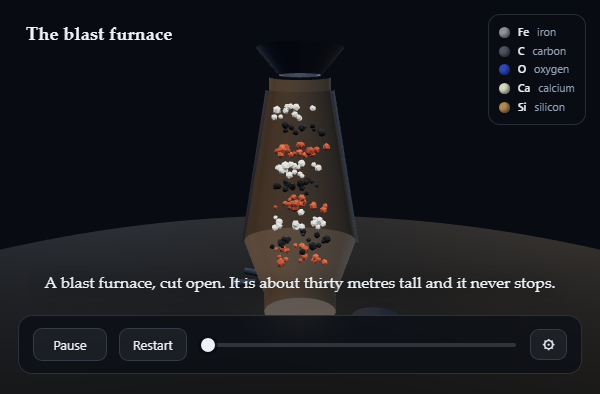 The blast furnace
Fe iron
C carbon
O oxygen
Ca calcium
Si silicon
A blast furnace, cut open. It is about thirty metres tall and it never stops.
Pause Restart